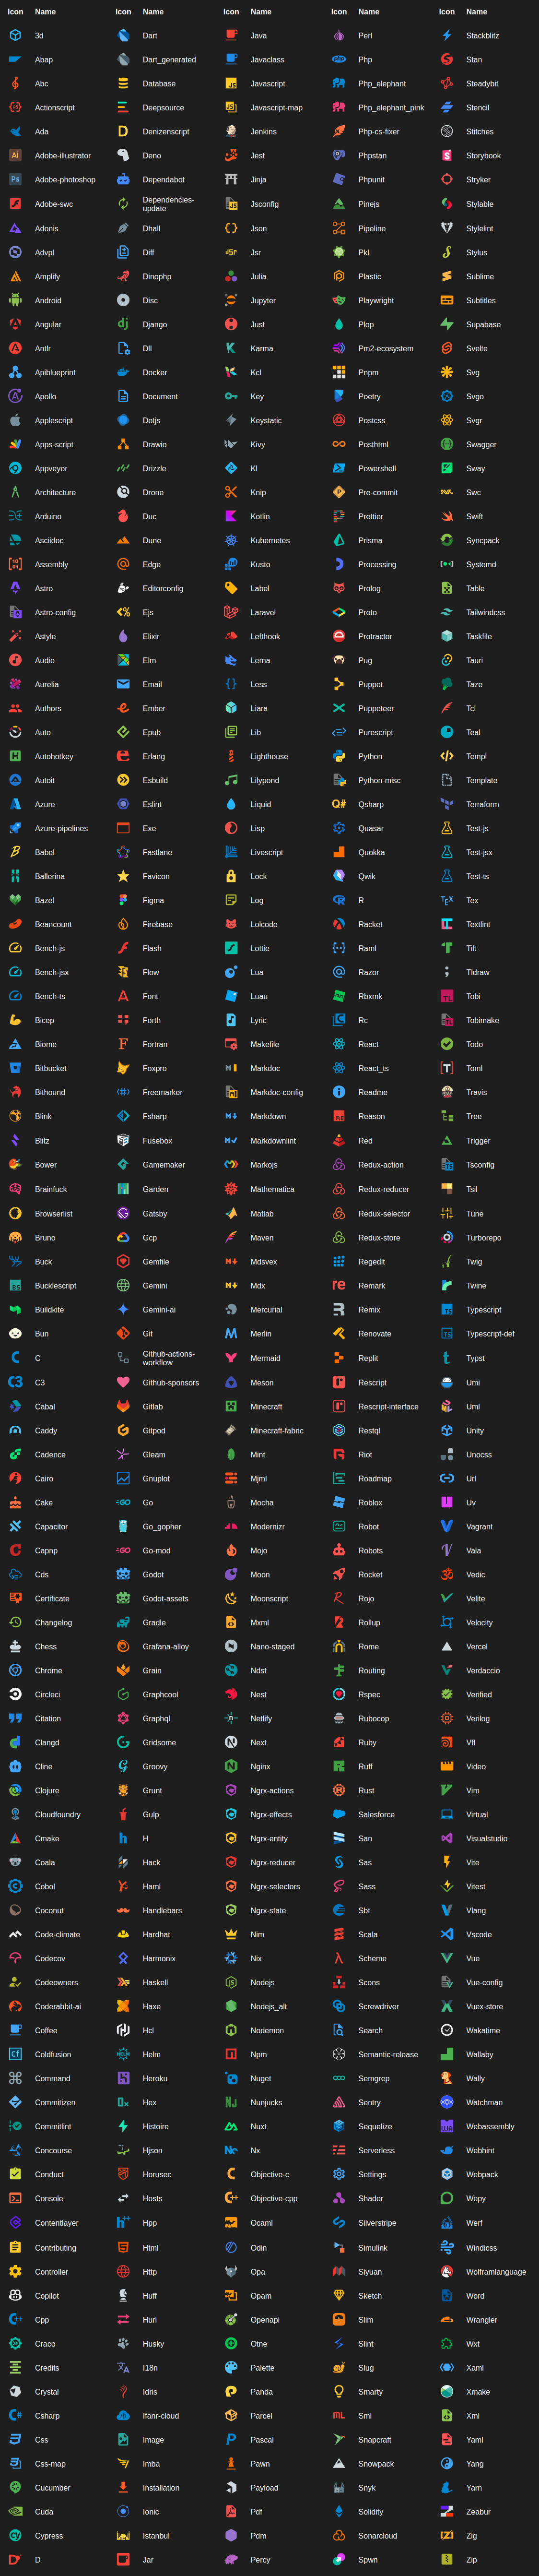 Icon Name
3d
Abap
Abc
Actionscript
Ada
Adobe-illustrator
Adobe-photoshop
Adobe-swc
Adonis
Advpl
Amplify
Android
Angular
Antlr
Apiblueprint
Apollo
Applescript
Apps-script
Appveyor
Architecture
Arduino
Asciidoc
Assembly
Astro
Astro-config
Astyle
Audio
Aurelia
Authors
Auto
Autohotkey
Autoit
Azure
Azure-pipelines
Babel
Ballerina
Bazel
Beancount
Bench-js
Bench-jsx
Bench-ts
Bicep
Biome
Bitbucket
Bithound
Blink
Blitz
Bower
Brainfuck
Browserlist
Bruno
Buck
Bucklescript
Buildkite
Bun
C
C3
Cabal
Caddy
Cadence
Cairo
Cake
Capacitor
Capnp
Cds
Certificate
Changelog
Chess
Chrome
Circleci
Citation
Clangd
Cline
Clojure
Cloudfoundry
Cmake
Coala
Cobol
Coconut
Code-climate
Codecov
Codeowners
Coderabbit-ai
Coffee
Coldfusion
Command
Commitizen
Commitlint
Concourse
Conduct
Console
Contentlayer
Contributing
Controller
Copilot
Cpp
Craco
Credits
Crystal
Csharp
Css
Css-map
Cucumber
Cuda
Cypress
D
Icon Name
Dart
Dart_generated
Database
Deepsource
Denizenscript
Deno
Dependabot
Dependencies-
update
Dhall
Diff
Dinophp
Disc
Django
Dll
Docker
Document
Dotjs
Drawio
Drizzle
Drone
Duc
Dune
Edge
Editorconfig
Ejs
Elixir
Elm
Email
Ember
Epub
Erlang
Esbuild
Eslint
Exe
Fastlane
Favicon
Figma
Firebase
Flash
Flow
Font
Forth
Fortran
Foxpro
Freemarker
Fsharp
Fusebox
Gamemaker
Garden
Gatsby
Gcp
Gemfile
Gemini
Gemini-ai
Git
Github-actions-
workflow
Github-sponsors
Gitlab
Gitpod
Gleam
Gnuplot
Go
Go_gopher
Go-mod
Godot
Godot-assets
Gradle
Grafana-alloy
Grain
Graphcool
Graphql
Gridsome
Groovy
Grunt
Gulp
H
Hack
Haml
Handlebars
Hardhat
Harmonix
Haskell
Haxe
Hcl
Helm
Heroku
Hex
Histoire
Hjson
Horusec
Hosts
Hpp
Html
Http
Huff
Hurl
Husky
I18n
Idris
Ifanr-cloud
Image
Imba
Installation
Ionic
Istanbul
Jar
Icon Name
Java
Javaclass
Javascript
Javascript-map
Jenkins
Jest
Jinja
Jsconfig
Json
Jsr
Julia
Jupyter
Just
Karma
Kcl
Key
Keystatic
Kivy
Kl
Knip
Kotlin
Kubernetes
Kusto
Label
Laravel
Lefthook
Lerna
Less
Liara
Lib
Lighthouse
Lilypond
Liquid
Lisp
Livescript
Lock
Log
Lolcode
Lottie
Lua
Luau
Lyric
Makefile
Markdoc
Markdoc-config
Markdown
Markdownlint
Markojs
Mathematica
Matlab
Maven
Mdsvex
Mdx
Mercurial
Merlin
Mermaid
Meson
Minecraft
Minecraft-fabric
Mint
Mjml
Mocha
Modernizr
Mojo
Moon
Moonscript
Mxml
Nano-staged
Ndst
Nest
Netlify
Next
Nginx
Ngrx-actions
Ngrx-effects
Ngrx-entity
Ngrx-reducer
Ngrx-selectors
Ngrx-state
Nim
Nix
Nodejs
Nodejs_alt
Nodemon
Npm
Nuget
Nunjucks
Nuxt
Nx
Objective-c
Objective-cpp
Ocaml
Odin
Opa
Opam
Openapi
Otne
Palette
Panda
Parcel
Pascal
Pawn
Payload
Pdf
Pdm
Percy
Icon Name
Perl
Php
Php_elephant
Php_elephant_pink
Php-cs-fixer
Phpstan
Phpunit
Pinejs
Pipeline
Pkl
Plastic
Playwright
Plop
Pm2-ecosystem
Pnpm
Poetry
Postcss
Posthtml
Powershell
Pre-commit
Prettier
Prisma
Processing
Prolog
Proto
Protractor
Pug
Puppet
Puppeteer
Purescript
Python
Python-misc
Qsharp
Quasar
Quokka
Qwik
R
Racket
Raml
Razor
Rbxmk
Rc
React
React_ts
Readme
Reason
Red
Redux-action
Redux-reducer
Redux-selector
Redux-store
Regedit
Remark
Remix
Renovate
Replit
Rescript
Rescript-interface
Restql
Riot
Roadmap
Roblox
Robot
Robots
Rocket
Rojo
Rollup
Rome
Routing
Rspec
Rubocop
Ruby
Ruff
Rust
Salesforce
San
Sas
Sass
Sbt
Scala
Scheme
Scons
Screwdriver
Search
Semantic-release
Semgrep
Sentry
Sequelize
Serverless
Settings
Shader
Silverstripe
Simulink
Siyuan
Sketch
Slim
Slint
Slug
Smarty
Sml
Snapcraft
Snowpack
Snyk
Solidity
Sonarcloud
Spwn
Icon Name
Stackblitz
Stan
Steadybit
Stencil
Stitches
Storybook
Stryker
Stylable
Stylelint
Stylus
Sublime
Subtitles
Supabase
Svelte
Svg
Svgo
Svgr
Swagger
Sway
Swc
Swift
Syncpack
Systemd
Table
Tailwindcss
Taskfile
Tauri
Taze
Tcl
Teal
Templ
Template
Terraform
Test-js
Test-jsx
Test-ts
Tex
Textlint
Tilt
Tldraw
Tobi
Tobimake
Todo
Toml
Travis
Tree
Trigger
Tsconfig
Tsil
Tune
Turborepo
Twig
Twine
Typescript
Typescript-def
Typst
Umi
Uml
Unity
Unocss
Url
Uv
Vagrant
Vala
Vedic
Velite
Velocity
Vercel
Verdaccio
Verified
Verilog
Vfl
Video
Vim
Virtual
Visualstudio
Vite
Vitest
Vlang
Vscode
Vue
Vue-config
Vuex-store
Wakatime
Wallaby
Wally
Watchman
Webassembly
Webhint
Webpack
Wepy
Werf
Windicss
Wolframlanguage
Word
Wrangler
Wxt
Xaml
Xmake
Xml
Yaml
Yang
Yarn
Zeabur
Zig
Zip